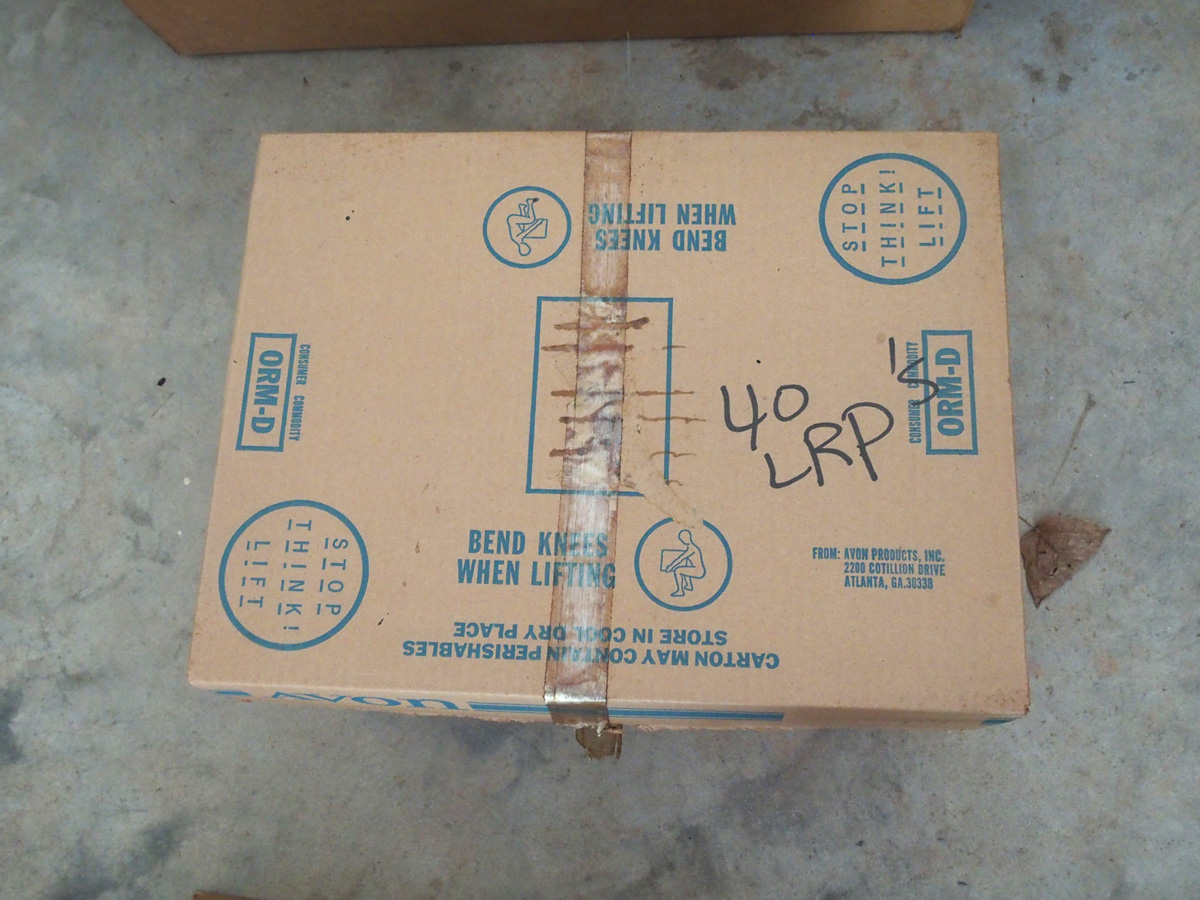 BEND KNEES
WHEN LIFTING
STOP
THINK!
LIFT
CONSUMER COMMODITY
ORM-D
CONSUMER COMMODITY
ORM-D
40
LRP's
STOP
THINK!
LIFT
BEND KNEES
WHEN LIFTING
FROM: AVON PRODUCTS, INC.
2200 COTILLION DRIVE
ATLANTA, GA.30338
CARTON MAY CONTAIN PERISHABLES
STORE IN COOL DRY PLACE
AVON